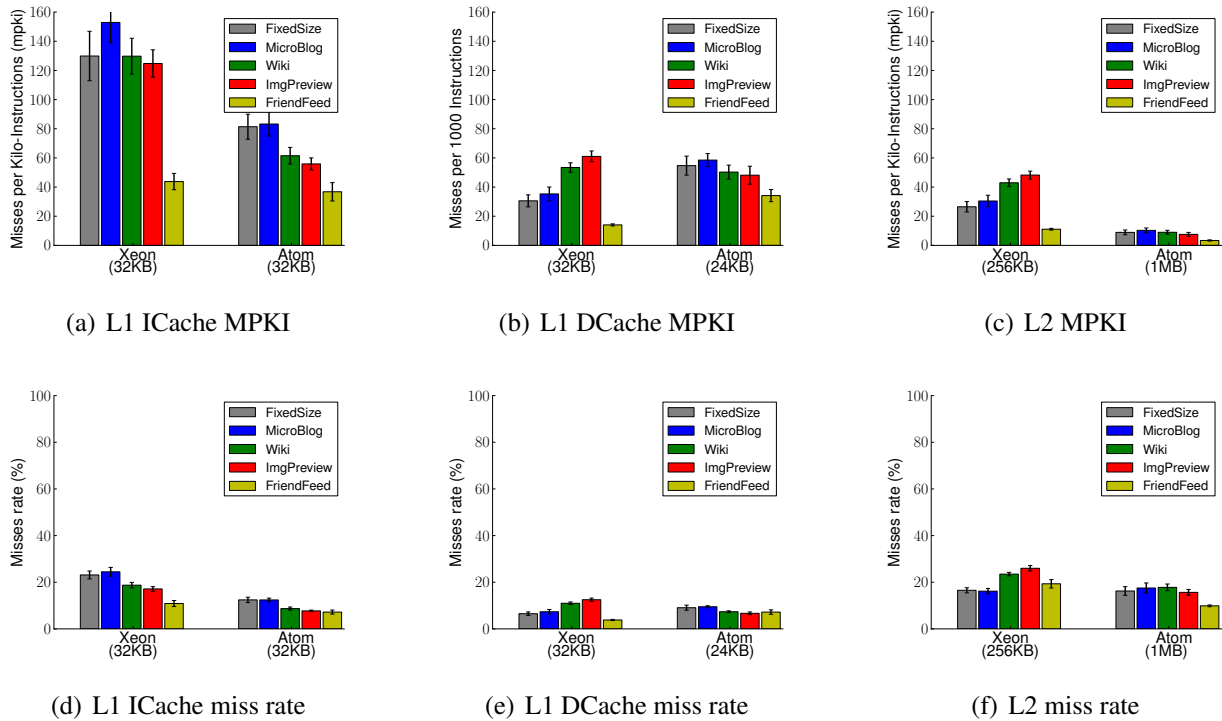 Misses per Kilo-Instructions (mpki)
160
140
120
100
80
60
40
20
0
FixedSize
MicroBlog
Wiki
ImgPreview
FriendFeed
Xeon
(32KB)
Atom
(32KB)
(a) L1 ICache MPKI
Misses per 1000 Instructions
160
140
120
100
80
60
40
20
0
FixedSize
MicroBlog
Wiki
ImgPreview
FriendFeed
Xeon
(32KB)
Atom
(24KB)
(b) L1 DCache MPKI
Misses per Kilo-Instructions (mpki)
160
140
120
100
80
60
40
20
0
FixedSize
MicroBlog
Wiki
ImgPreview
FriendFeed
Xeon
(256KB)
Atom
(1MB)
(c) L2 MPKI
Misses rate (%)
100
80
60
40
20
0
FixedSize
MicroBlog
Wiki
ImgPreview
FriendFeed
Xeon
(32KB)
Atom
(32KB)
(d) L1 ICache miss rate
Misses rate (%)
100
80
60
40
20
0
FixedSize
MicroBlog
Wiki
ImgPreview
FriendFeed
Xeon
(32KB)
Atom
(24KB)
(e) L1 DCache miss rate
Misses rate (%)
100
80
60
40
20
0
FixedSize
MicroBlog
Wiki
ImgPreview
FriendFeed
Xeon
(256KB)
Atom
(1MB)
(f) L2 miss rate